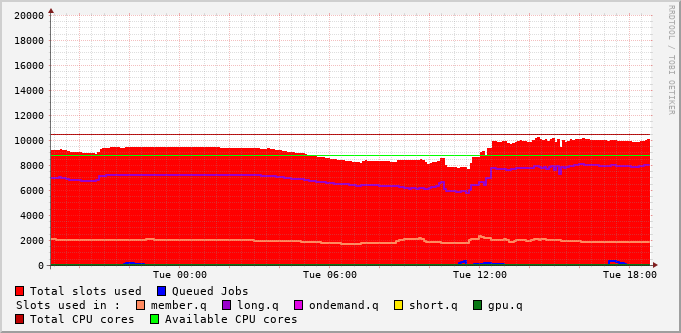 RRDTOOL / TOBI OETIKER
20000
18000
16000
14000
12000
10000
8000
6000
4000
2000
0
Tue 00:00 Tue 06:00 Tue 12:00 Tue 18:00
Total slots used Queued Jobs
Slots used in : member.q long.q ondemand.q short.q gpu.q
Total CPU cores Available CPU cores